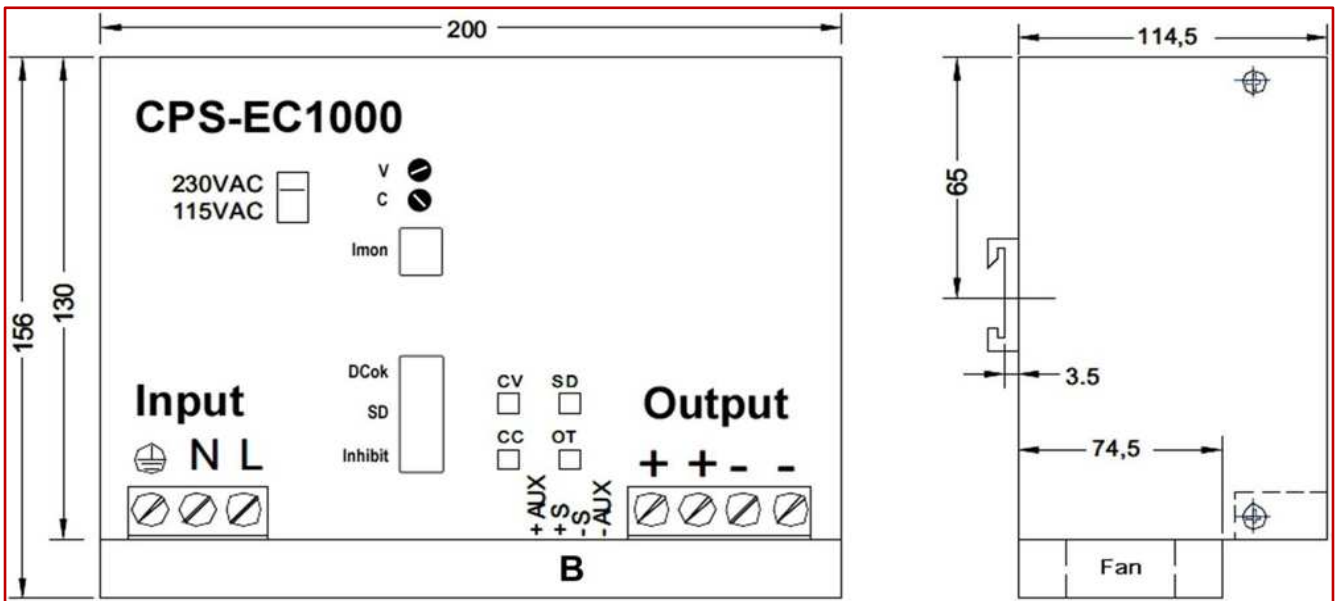 200
114,5
CPS-EC1000
V
230VAC
C
115VAC
65
Imon
156
130
3.5
DCok
CV SD
Input
SD
Output
CC OT
N L
Inhibit
+ + - -
74,5
+AUX
+S
-S
-AUX
B
Fan